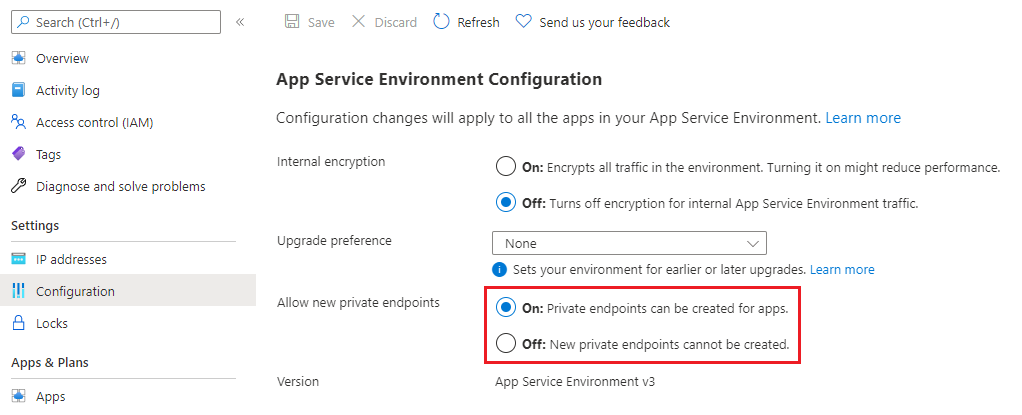 Search (Ctrl+/)
«
Save
Discard
Refresh
Send us your feedback
Overview
Activity log
Access control (IAM)
Tags
Diagnose and solve problems
Settings
IP addresses
Configuration
Locks
Apps & Plans
Apps
App Service Environment Configuration
Configuration changes will apply to all the apps in your App Service Environment. Learn more
Internal encryption
On: Encrypts all traffic in the environment. Turning it on might reduce performance.
Off: Turns off encryption for internal App Service Environment traffic.
Upgrade preference
None
Sets your environment for earlier or later upgrades. Learn more
Allow new private endpoints
On: Private endpoints can be created for apps.
Off: New private endpoints cannot be created.
Version
App Service Environment v3